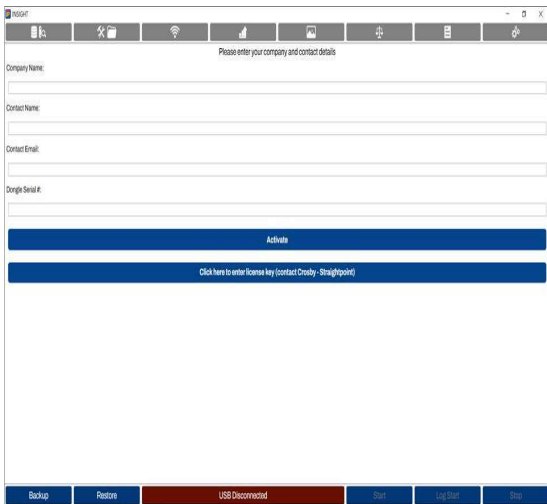 INSIGHT
Please enter your company and contact details
Company Name:
Contact Name:
Contact Email:
Dongle Serial #:
Activate
Click here to enter license key (contact Crosby - Straightpoint)
Backup Restore USB Disconnected Start Log Start Stop